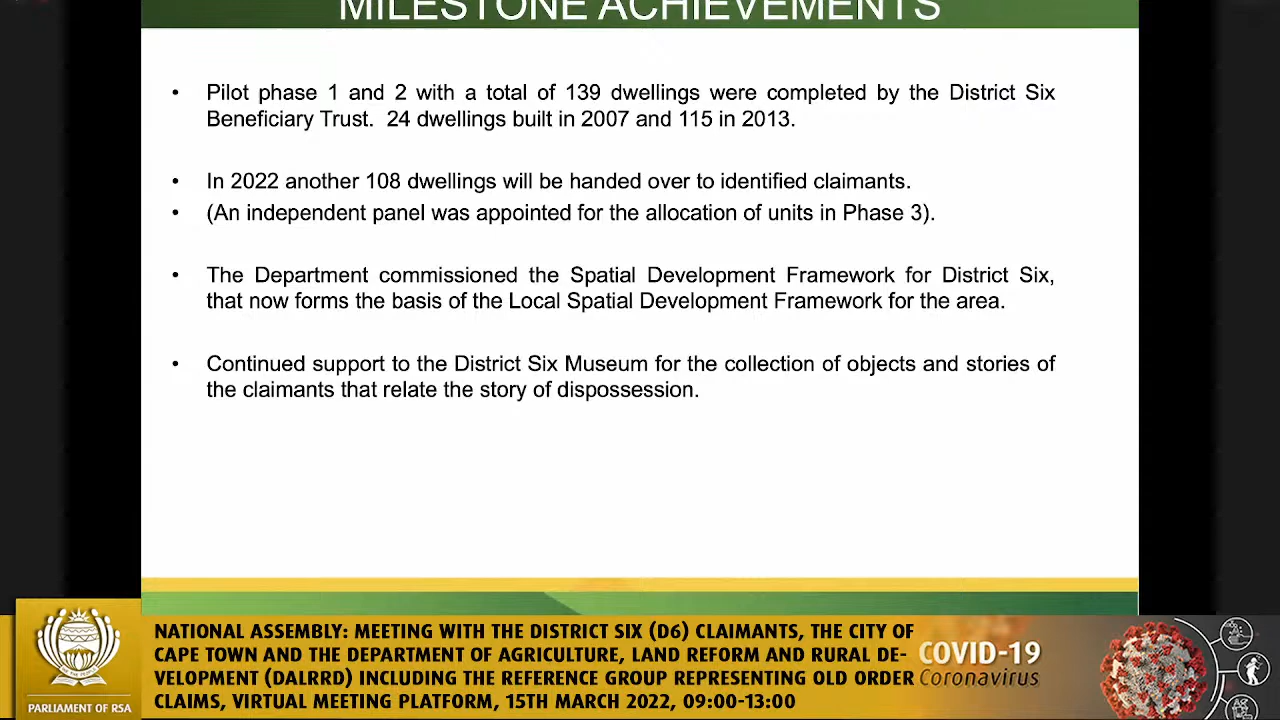 MILESTONE ACHIEVEMENTS
• Pilot phase 1 and 2 with a total of 139 dwellings were completed by the District Six
Beneficiary Trust. 24 dwellings built in 2007 and 115 in 2013.
• In 2022 another 108 dwellings will be handed over to identified claimants.
• (An independent panel was appointed for the allocation of units in Phase 3).
• The Department commissioned the Spatial Development Framework for District Six,
that now forms the basis of the Local Spatial Development Framework for the area.
• Continued support to the District Six Museum for the collection of objects and stories of
the claimants that relate the story of dispossession.
NATIONAL ASSEMBLY: MEETING WITH THE DISTRICT SIX (D6) CLAIMANTS, THE CITY OF
CAPE TOWN AND THE DEPARTMENT OF AGRICULTURE, LAND REFORM AND RURAL DE-
VELOPMENT (DALRRD) INCLUDING THE REFERENCE GROUP REPRESENTING OLD ORDER
CLAIMS, VIRTUAL MEETING PLATFORM, 15TH MARCH 2022, 09:00-13:00
PARLIAMENT OF RSA
COVID-19
Coronavirus